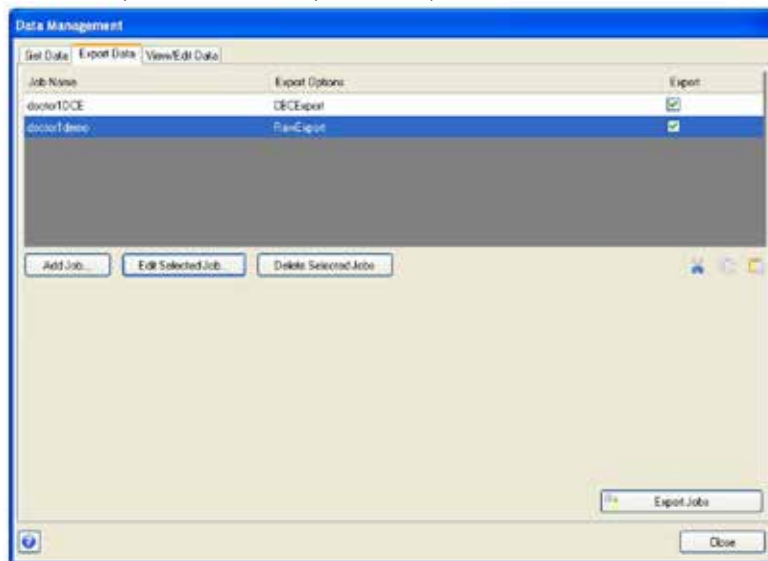 Data Management
Get Data Export Data View/Edit Data
Job Name Export Options Export
doctor1DCE DECExport
doctor1demo RawExport
Add Job... Edit Selected Job... Delete Selected Jobs
Export Jobs
Close